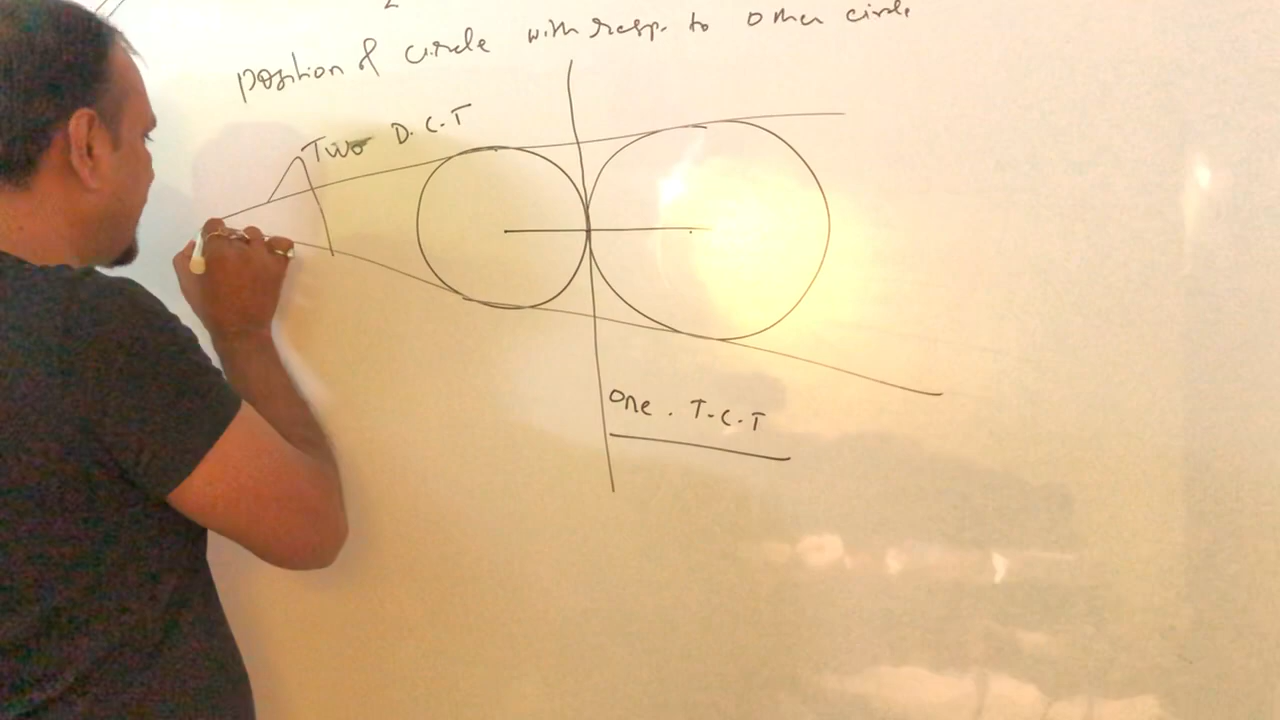 position of circle with resp. to other circle
Two D.C.T
One. T.C.T